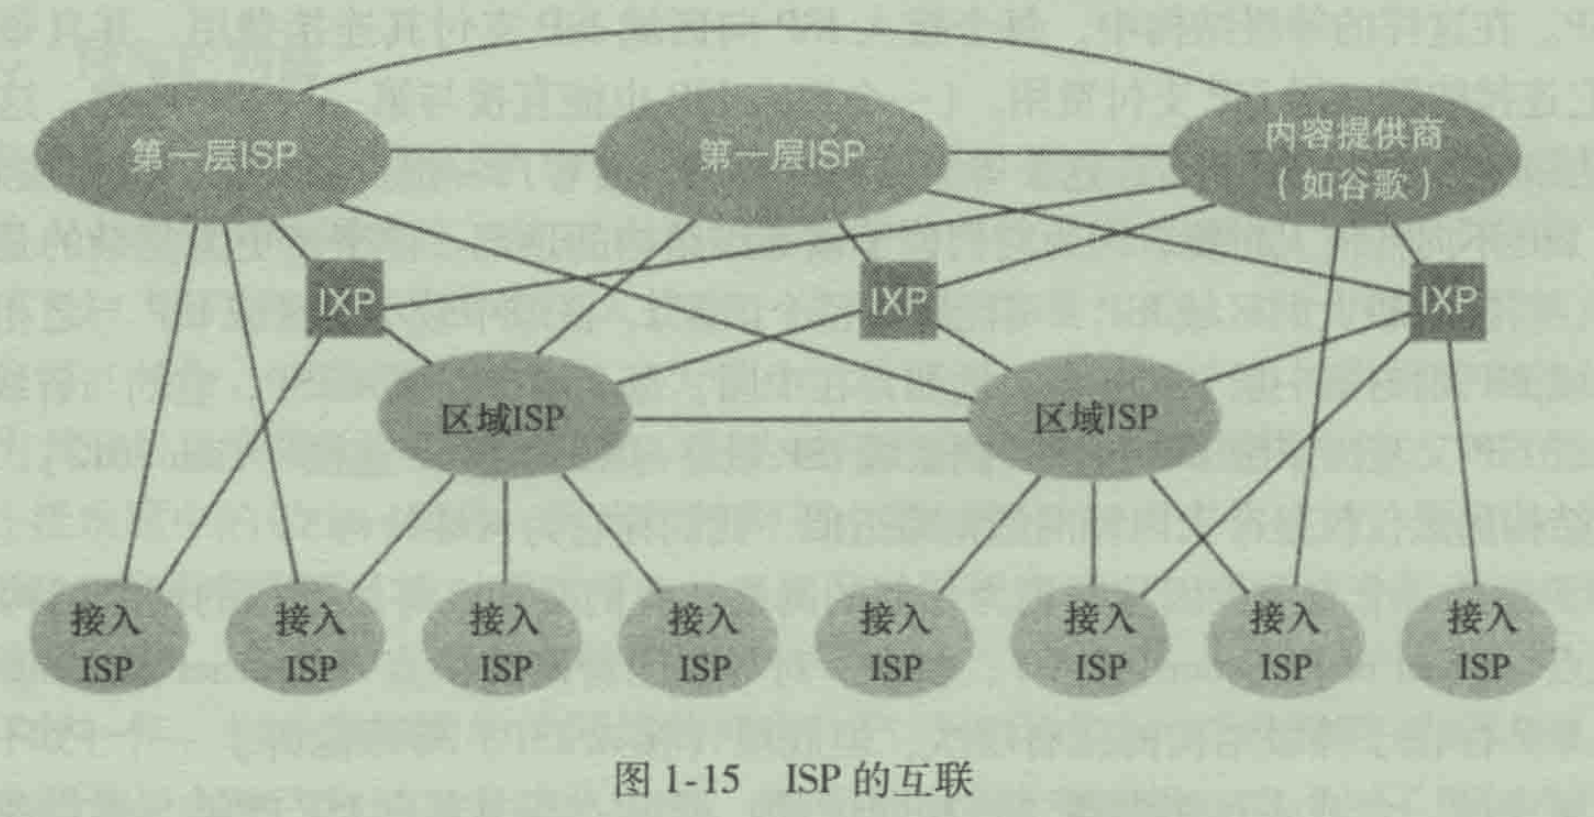 第一层ISP
第一层ISP
内容提供商
（如谷歌）
IXP
IXP
IXP
区域ISP
区域ISP
接入
ISP
接入
ISP
接入
ISP
接入
ISP
接入
ISP
接入
ISP
接入
ISP
接入
ISP
图 1-15 ISP 的互联